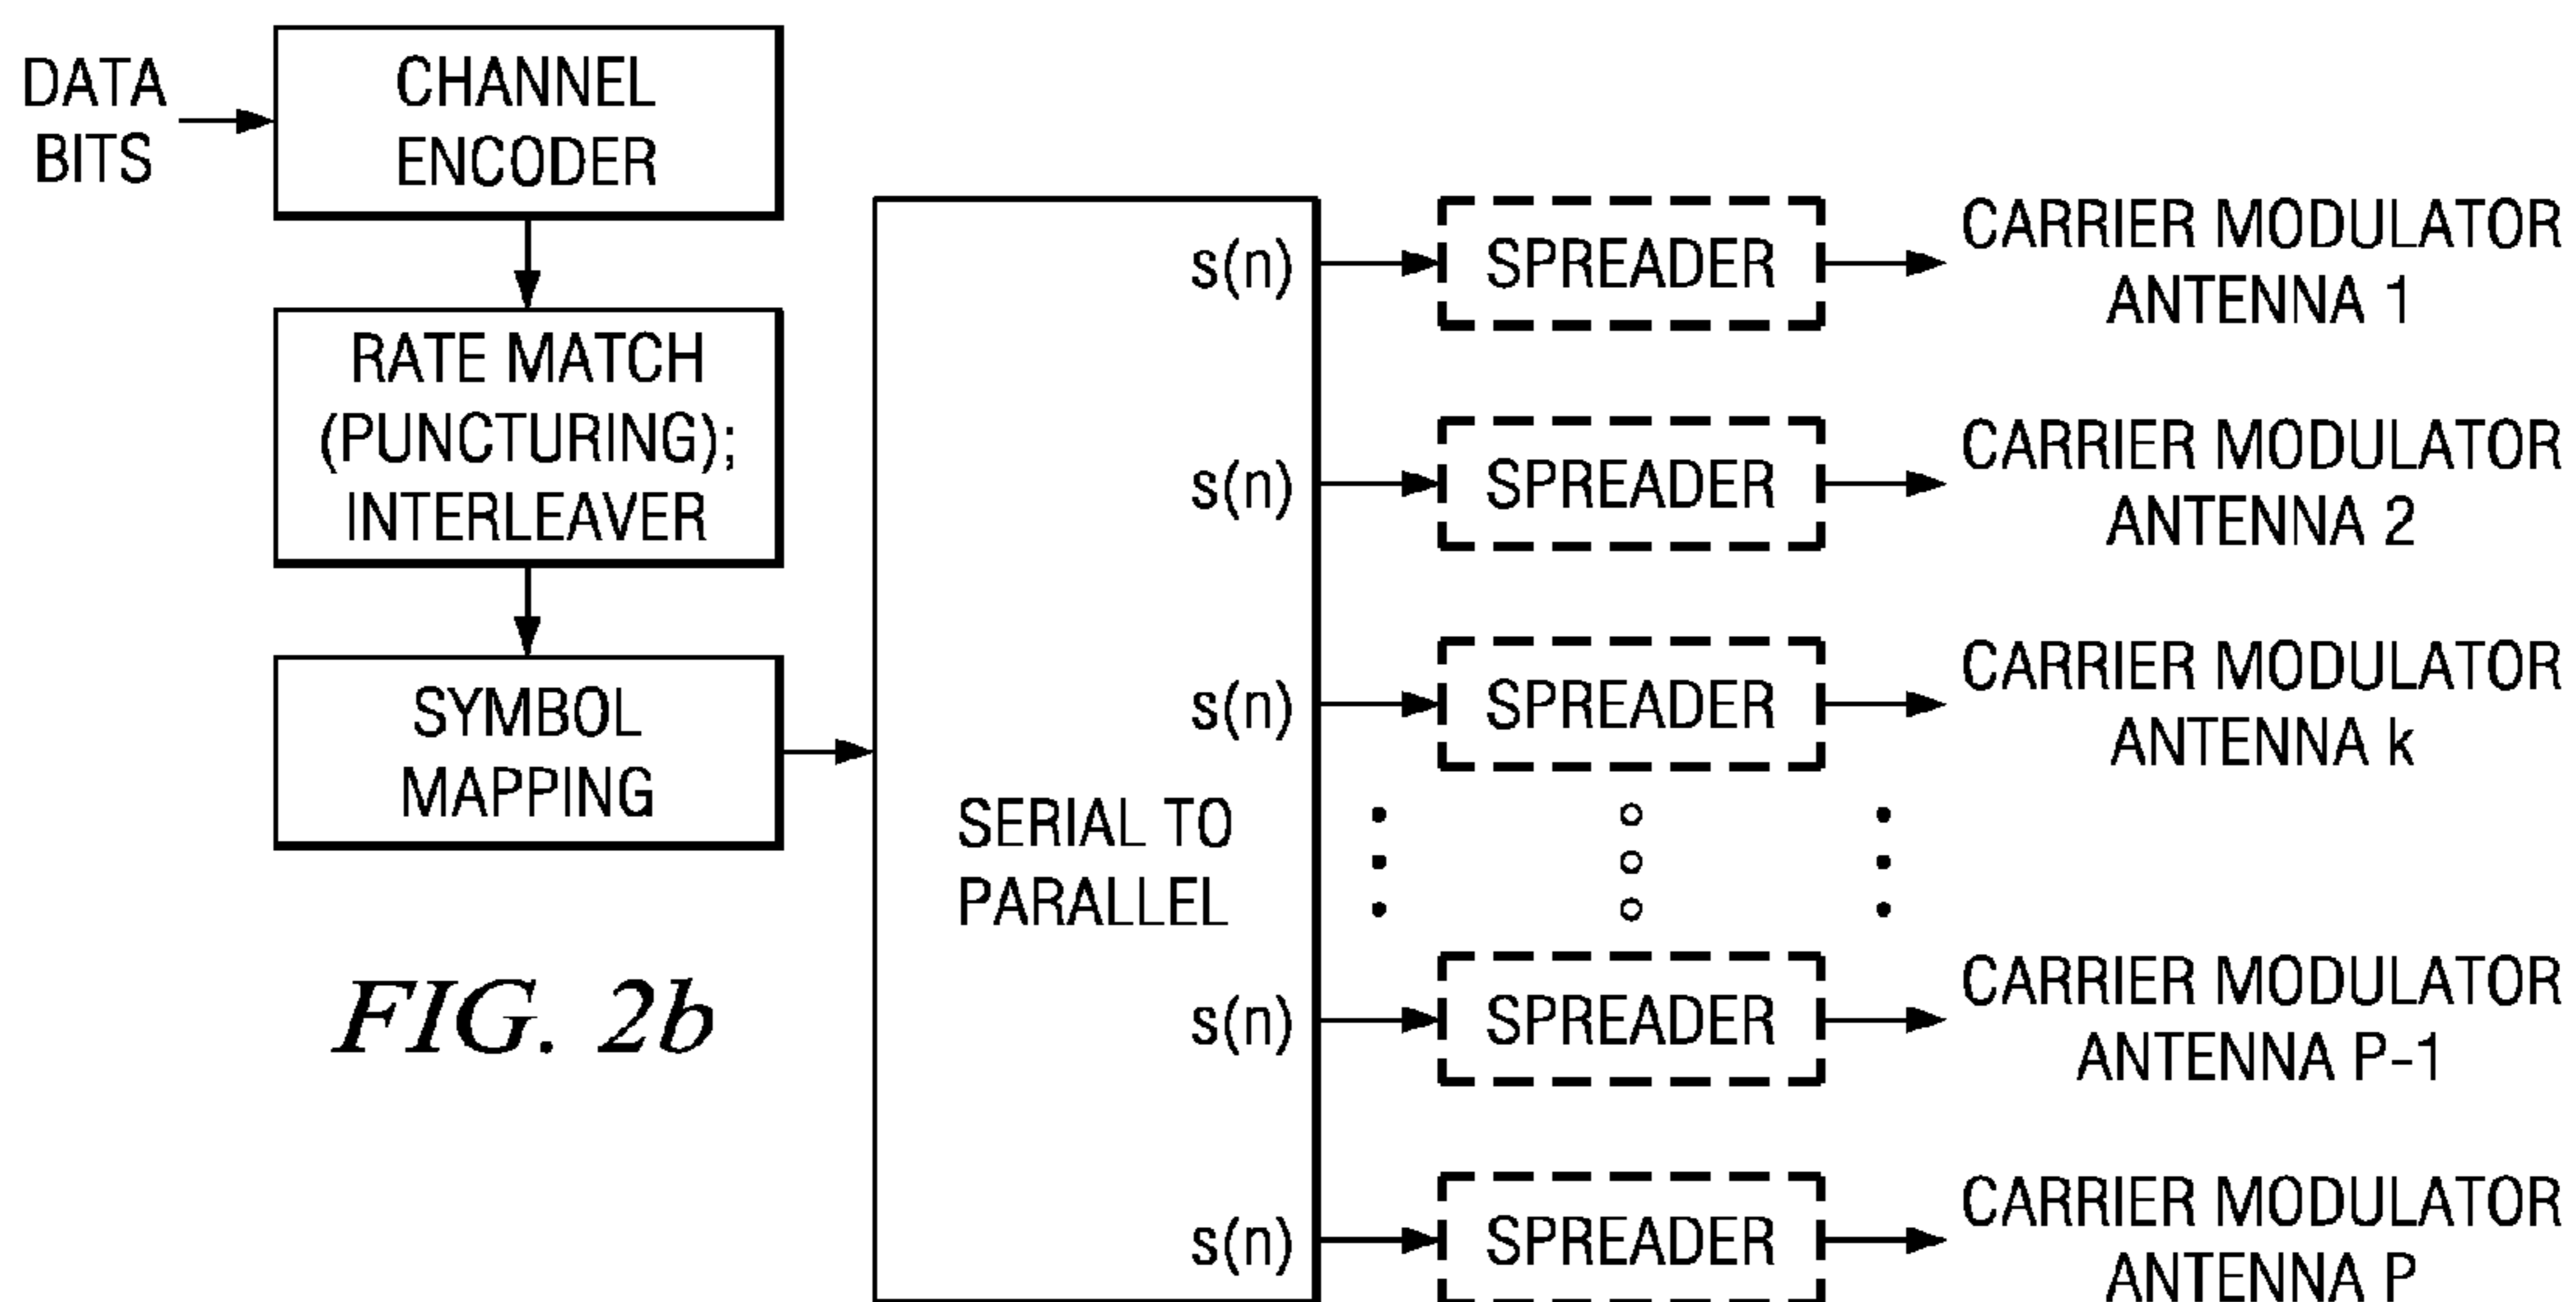 DATA
BITS
CHANNEL
ENCODER
RATE MATCH
(PUNCTURING);
INTERLEAVER
SYMBOL
MAPPING
SERIAL TO
PARALLEL
s(n)
SPREADER
CARRIER MODULATOR
ANTENNA 1
s(n)
SPREADER
CARRIER MODULATOR
ANTENNA 2
s(n)
SPREADER
CARRIER MODULATOR
ANTENNA k
s(n)
SPREADER
CARRIER MODULATOR
ANTENNA P-1
s(n)
SPREADER
CARRIER MODULATOR
ANTENNA P
FIG. 2b